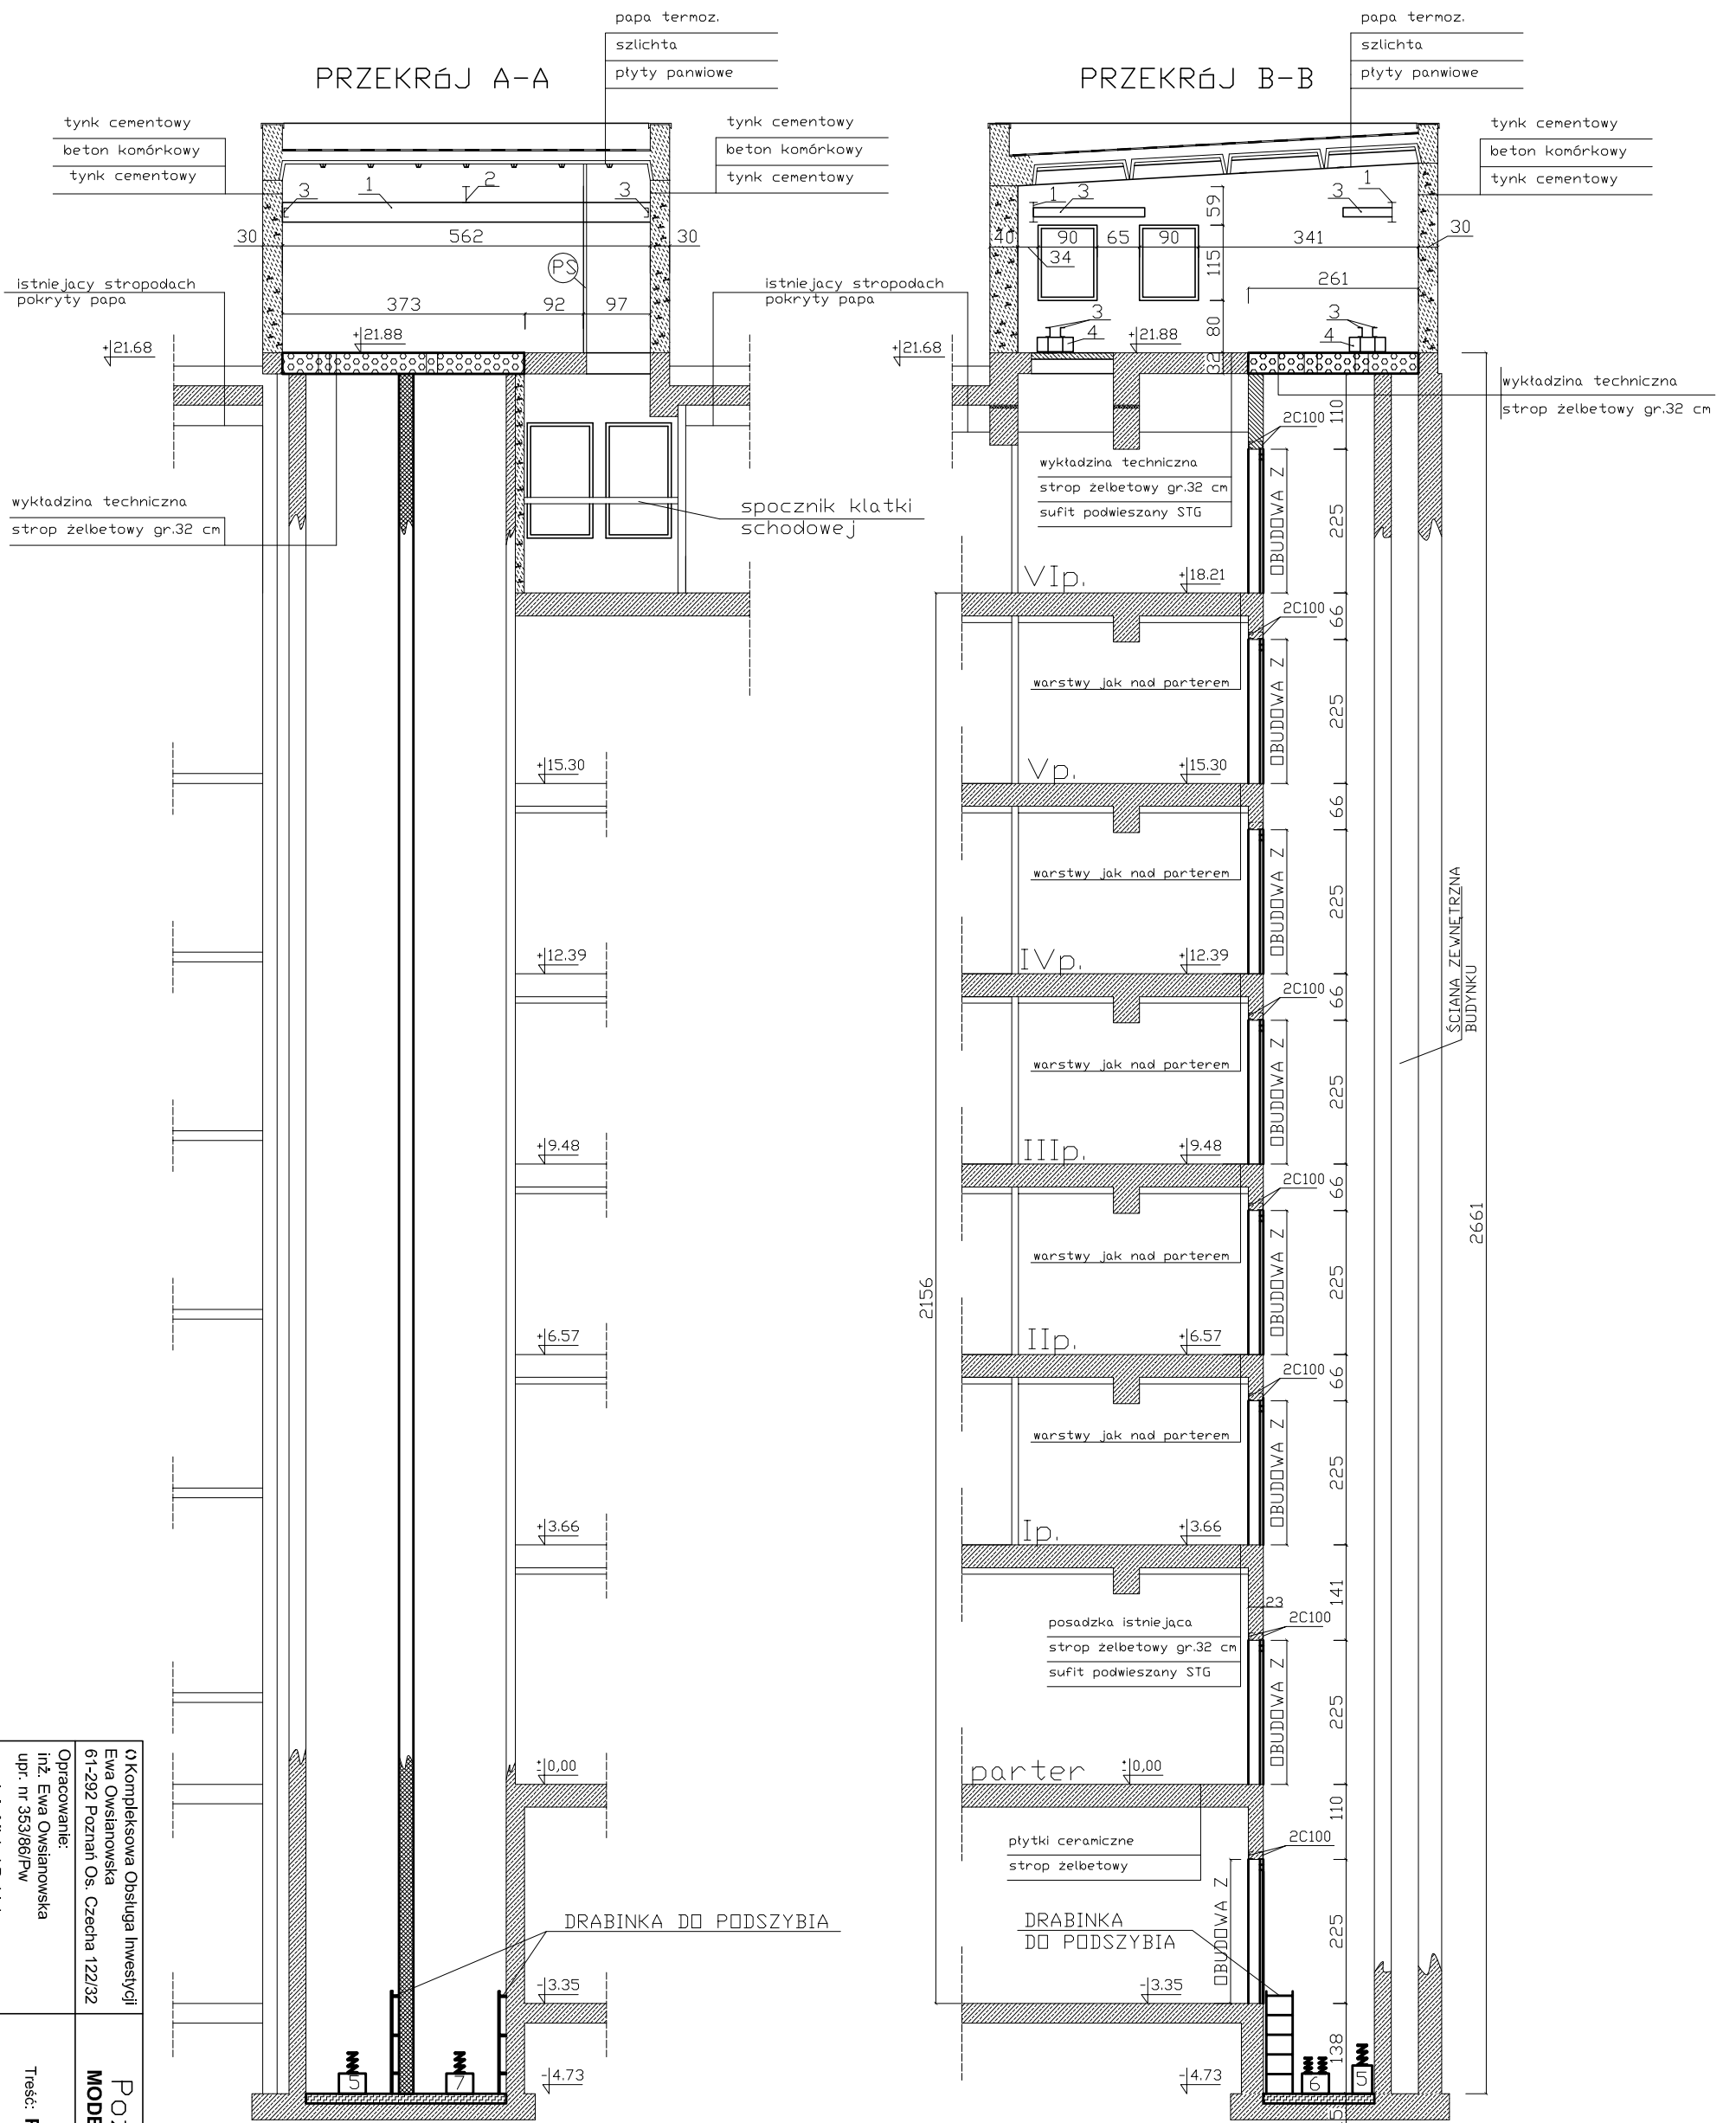 PRZEKRÓJ A-A
papa termoz.
szlichta
płyty panwiowe
tynk cementowy
beton komórkowy
tynk cementowy
tynk cementowy
beton komórkowy
tynk cementowy
3
1
2
3
30
562
30
PS
istniejacy stropodach
pokryty papa
373
92
97
+21.88
+21.68
istniejacy stropodach
pokryty papa
wykładzina techniczna
strop żelbetowy gr.32 cm
spocznik klatki
schodowej
+15.30
+12.39
+9.48
+6.57
+3.66
±0,00
DRABINKA DO PODSZYBIA
-3.35
5
7
-4.73
PRZEKRÓJ B-B
papa termoz.
szlichta
płyty panwiowe
tynk cementowy
beton komórkowy
tynk cementowy
1
3
3
1
59
40
90
65
90
341
30
34
115
261
3
4
80
+21.88
3
4
+21.68
32
wykładzina techniczna
strop żelbetowy gr.32 cm
110
2C100
wykładzina techniczna
strop żelbetowy gr.32 cm
sufit podwieszany STG
OBUDOWA Z
225
VIp.
+18.21
2C100
66
warstwy jak nad parterem
OBUDOWA Z
225
Vp.
+15.30
66
warstwy jak nad parterem
OBUDOWA Z
225
ŚCIANA ZEWNĘTRZNA
BUDYNKU
IVp.
+12.39
2C100
66
warstwy jak nad parterem
OBUDOWA Z
225
IIIp.
+9.48
2C100
66
2661
warstwy jak nad parterem
OBUDOWA Z
225
2156
IIp.
+6.57
2C100
66
warstwy jak nad parterem
OBUDOWA Z
225
Ip.
+3.66
141
23
2C100
posadzka istniejąca
strop żelbetowy gr.32 cm
sufit podwieszany STG
OBUDOWA Z
225
parter
±0,00
110
2C100
płytki ceramiczne
strop żelbetowy
OBUDOWA Z
225
DRABINKA
DO PODSZYBIA
-3.35
138
6
5
-4.73
Kompleksowa Obsługa Inwestycji
Ewa Owsianowska
61-292 Poznań Os. Czecha 122/32
Opracowanie:
inż. Ewa Owsianowska
upr. nr 353/86/Pw
Treść: